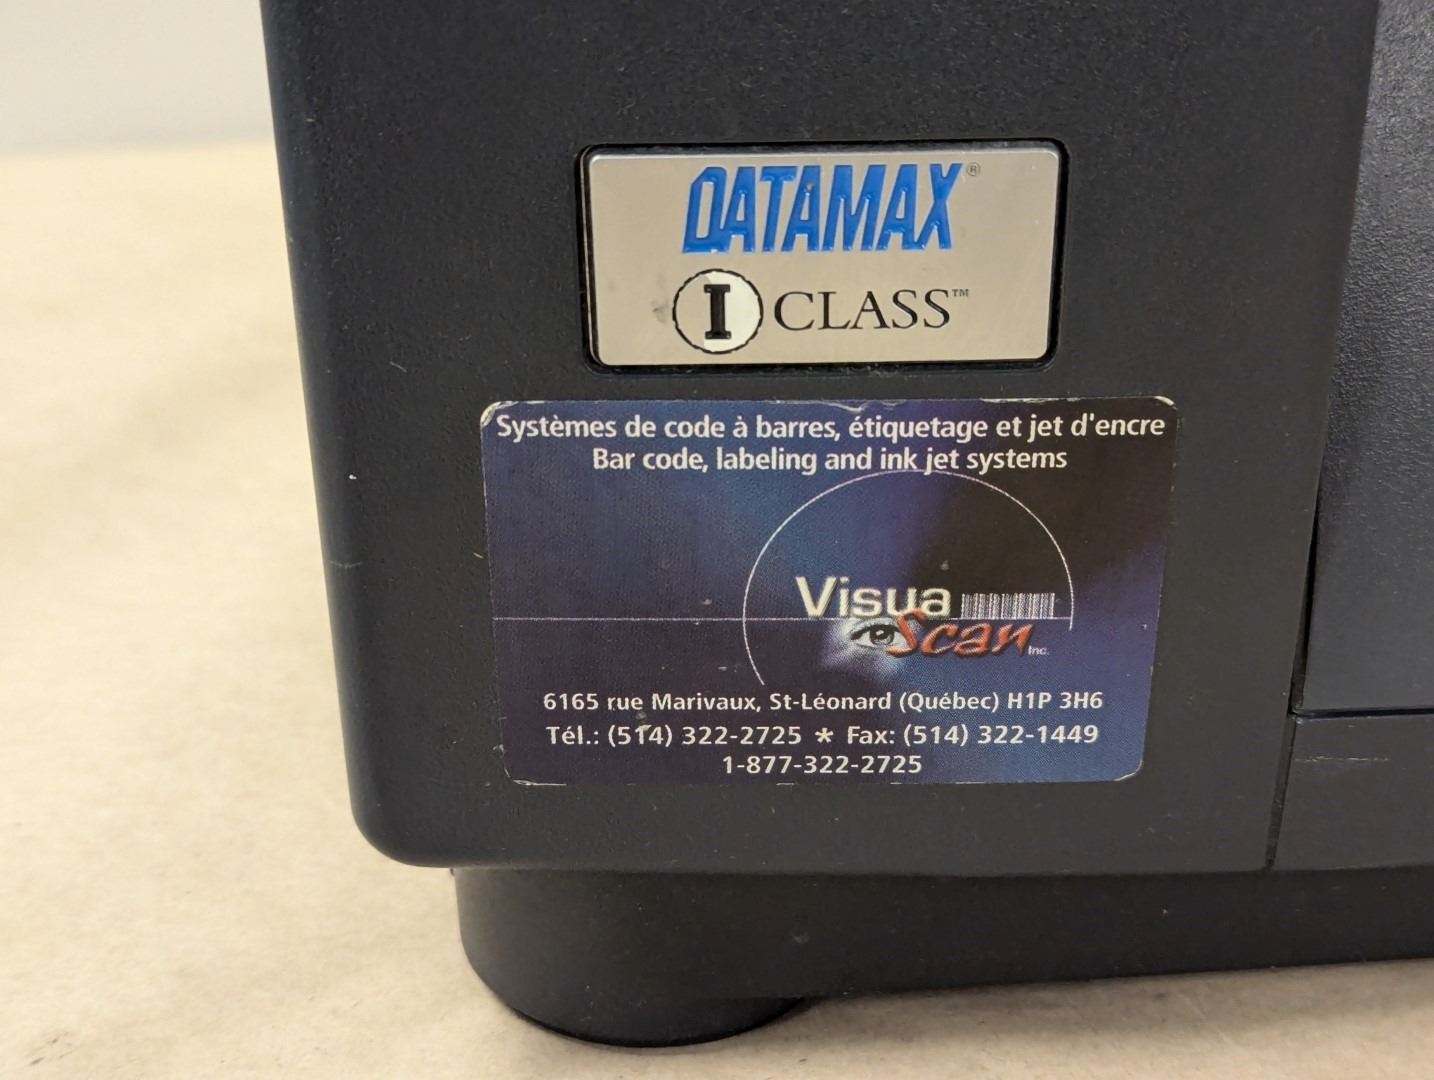 DATAMAX®
I CLASS™
Systèmes de code à barres, étiquetage et jet d'encre
Bar code, labeling and ink jet systems
Visua
Scan Inc.
6165 rue Marivaux, St-Léonard (Québec) H1P 3H6
Tél.: (514) 322-2725 * Fax: (514) 322-1449
1-877-322-2725